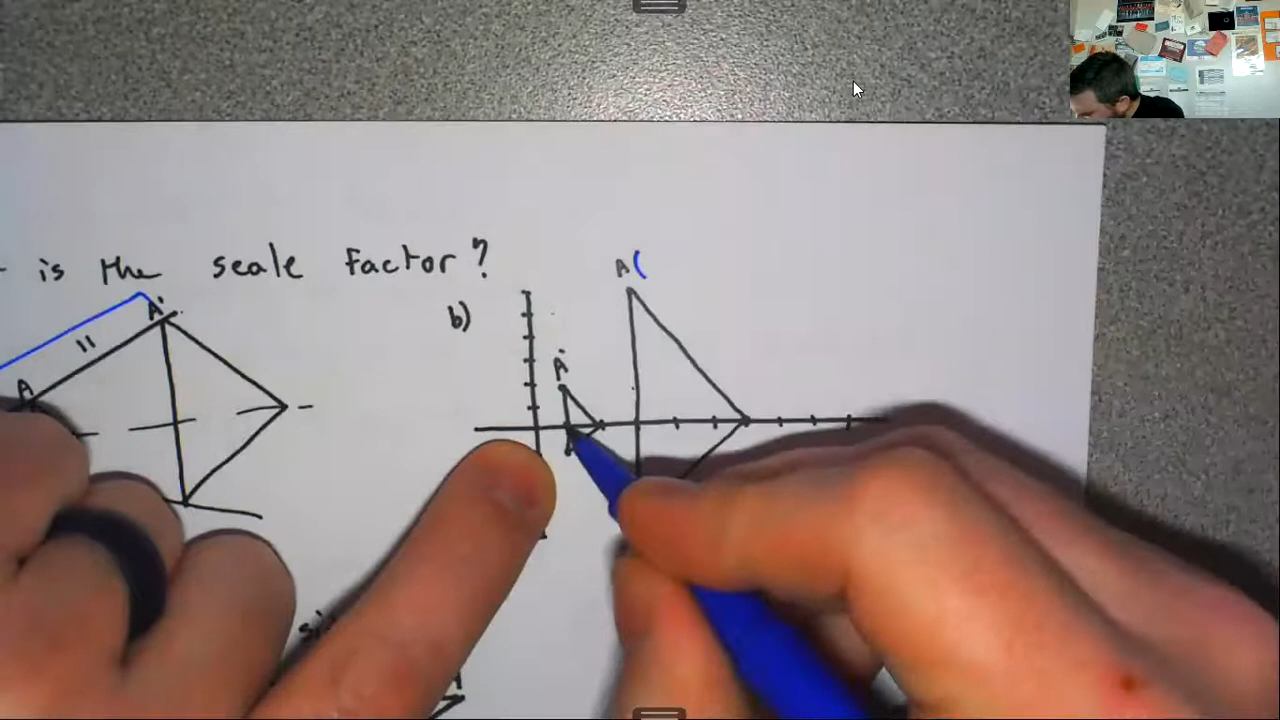 is the scale factor?
b)
A(
A'
A'
A